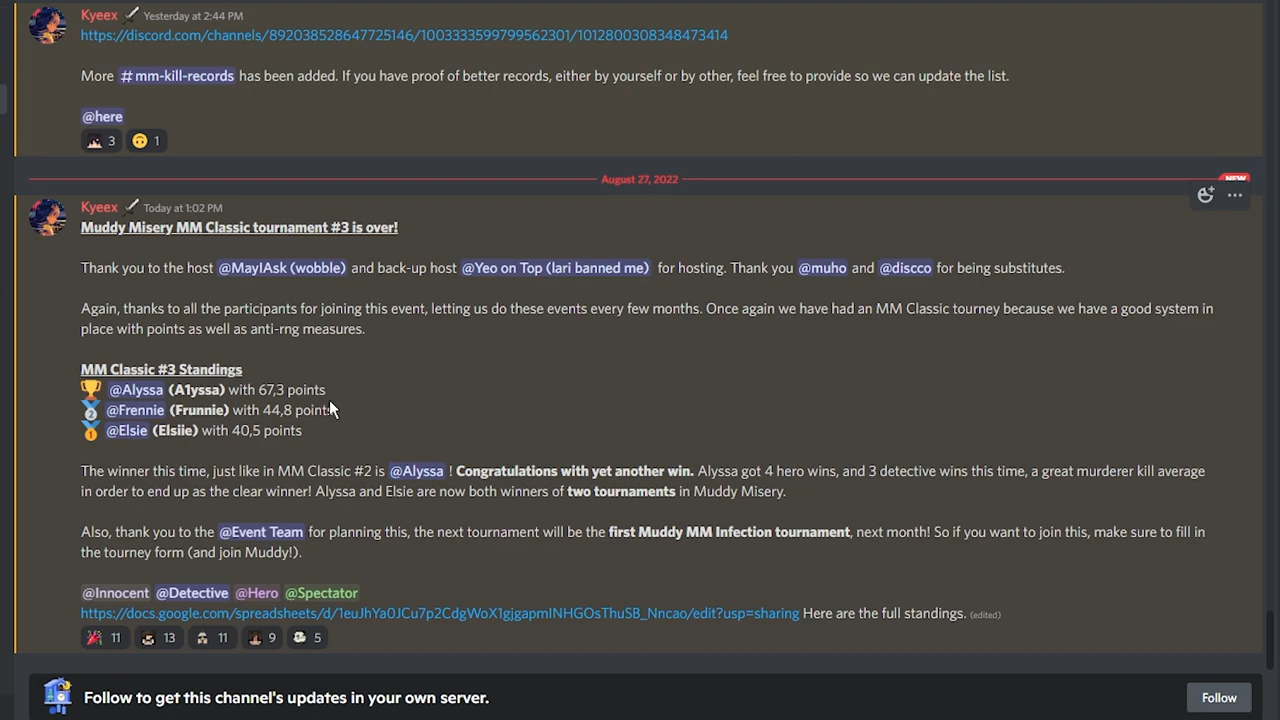 Kyeex Yesterday at 2:44 PM
https://discord.com/channels/892038528647725146/1003333599799562301/1012800308348473414
More # mm-kill-records has been added. If you have proof of better records, either by yourself or by other, feel free to provide so we can update the list.
@here
3 1
August 27, 2022
NEW
Kyeex Today at 1:02 PM
Muddy Misery MM Classic tournament #3 is over!
Thank you to the host @MayIAsk (wobble) and back-up host @Yeo on Top (lari banned me) for hosting. Thank you @muho and @discco for being substitutes.
Again, thanks to all the participants for joining this event, letting us do these events every few months. Once again we have had an MM Classic tourney because we have a good system in
place with points as well as anti-rng measures.
MM Classic #3 Standings
@Alyssa (A1yssa) with 67,3 points
2 @Frennie (Frunnie) with 44,8 points
1 @Elsie (Elsiie) with 40,5 points
The winner this time, just like in MM Classic #2 is @Alyssa ! Congratulations with yet another win. Alyssa got 4 hero wins, and 3 detective wins this time, a great murderer kill average
in order to end up as the clear winner! Alyssa and Elsie are now both winners of two tournaments in Muddy Misery.
Also, thank you to the @Event Team for planning this, the next tournament will be the first Muddy MM Infection tournament, next month! So if you want to join this, make sure to fill in
the tourney form (and join Muddy!).
@Innocent @Detective @Hero @Spectator
https://docs.google.com/spreadsheets/d/1euJhYa0JCu7p2CdgWoX1gjgapmINHGOsThuSB_Nncao/edit?usp=sharing Here are the full standings. (edited)
11 13 11 9 5
Follow to get this channel's updates in your own server.
Follow